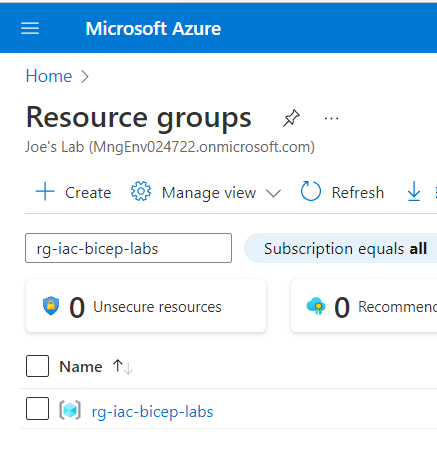 Microsoft Azure
Home
Resource groups
Joe's Lab (MngEnv024722.onmicrosoft.com)
Create Manage view Refresh
rg-iac-bicep-labs Subscription equals all
0 Unsecure resources 0 Recommen
Name
rg-iac-bicep-labs